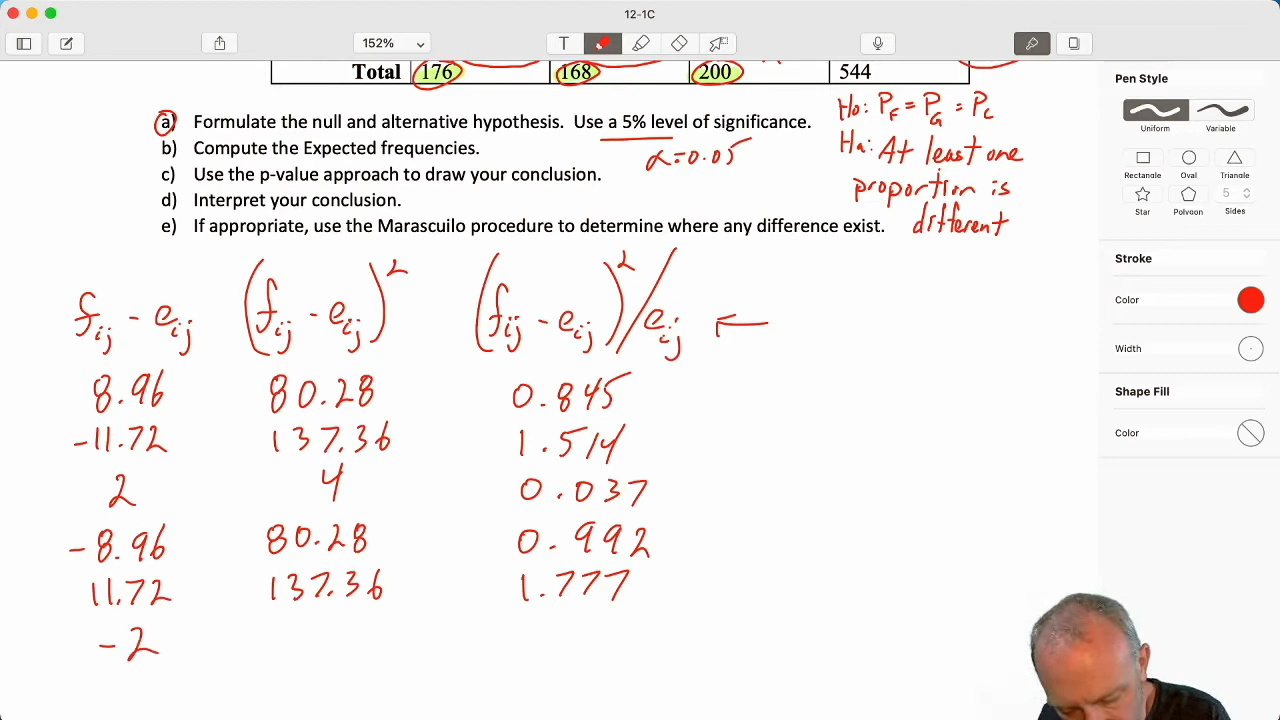 12-1C
152%
T
Total 176 168 200 544
a) Formulate the null and alternative hypothesis. Use a 5% level of significance.
b) Compute the Expected frequencies.
c) Use the p-value approach to draw your conclusion.
d) Interpret your conclusion.
e) If appropriate, use the Marascuilo procedure to determine where any difference exist.
α=0.05
Ho: PF = PG = PC
Ha: At least one
proportion is
different
fij - eij (fij - eij)² (fij - eij)²/eij ←
8.96 80.28 0.845
-11.72 137.36 1.514
2 4 0.037
-8.96 80.28 0.992
11.72 137.36 1.777
-2
Pen Style
Uniform Variable
Rectangle Oval Triangle
5
Star Polygon Sides
Stroke
Color
Width
Shape Fill
Color